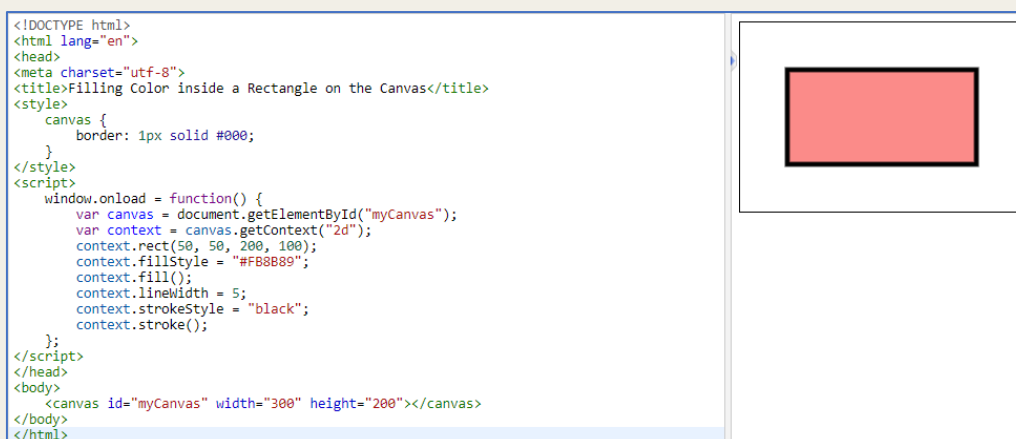 <!DOCTYPE html>
<html lang="en">
<head>
<meta charset="utf-8">
<title>Filling Color inside a Rectangle on the Canvas</title>
<style>
    canvas {
        border: 1px solid #000;
    }
</style>
<script>
    window.onload = function() {
        var canvas = document.getElementById("myCanvas");
        var context = canvas.getContext("2d");
        context.rect(50, 50, 200, 100);
        context.fillStyle = "#FB8B89";
        context.fill();
        context.lineWidth = 5;
        context.strokeStyle = "black";
        context.stroke();
    };
</script>
</head>
<body>
    <canvas id="myCanvas" width="300" height="200"></canvas>
</body>
</html>